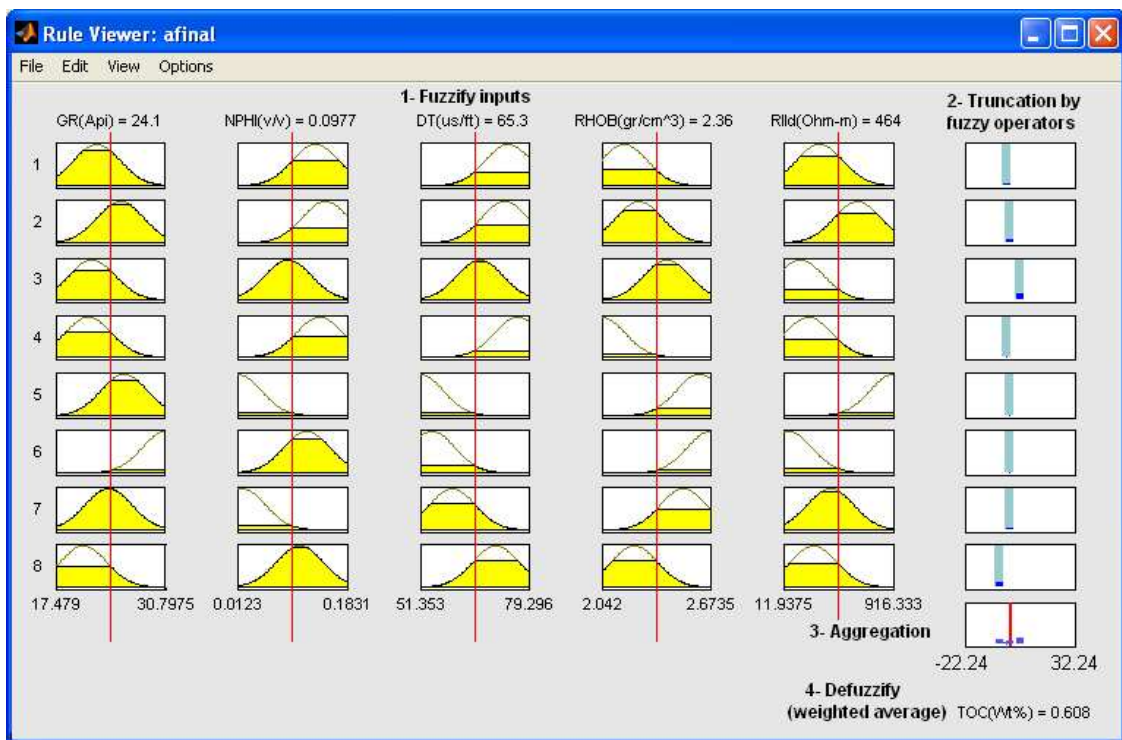 Rule Viewer: afinal
File Edit View Options
1- Fuzzify inputs
2- Truncation by
fuzzy operators
GR(Api) = 24.1 NPHI(v/v) = 0.0977 DT(us/ft) = 65.3 RHOB(gr/cm^3) = 2.36 RIld(Ohm-m) = 464
1
2
3
4
5
6
7
8
17.479 30.7975 0.0123 0.1831 51.353 79.296 2.042 2.6735 11.9375 916.333
3- Aggregation
-22.24 32.24
4- Defuzzify
(weighted average) TOC(Wt%) = 0.608